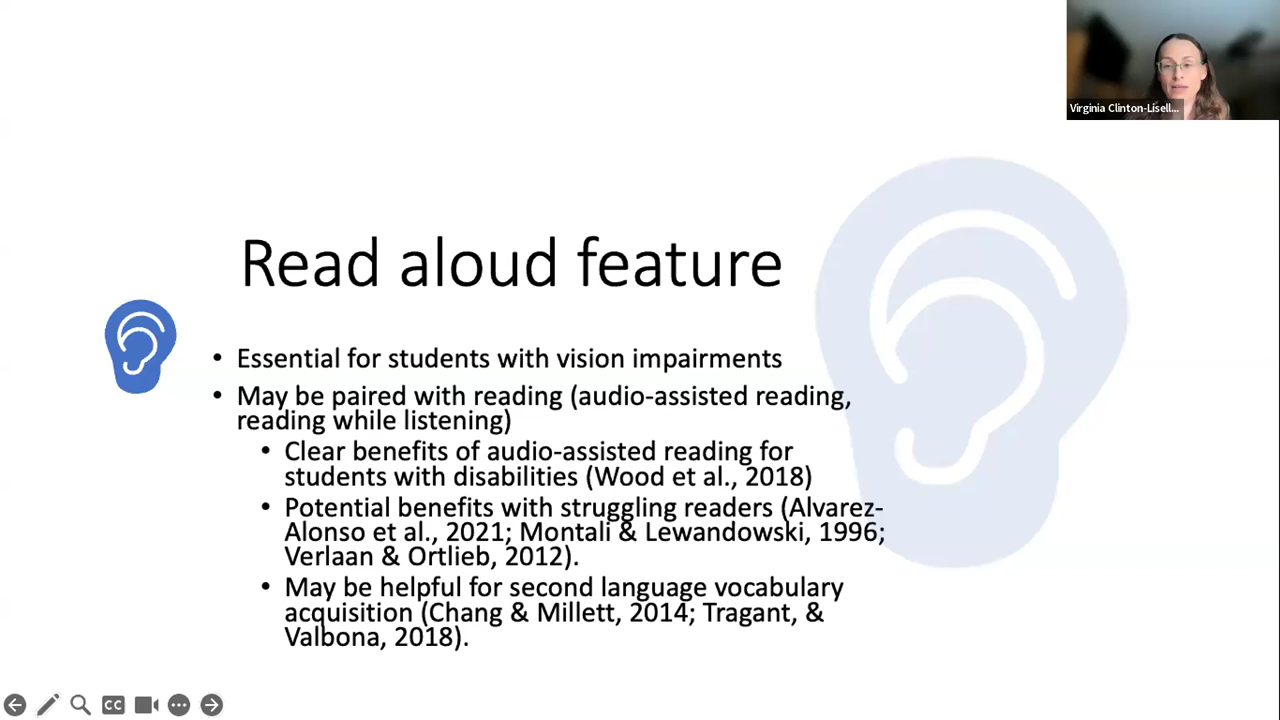 Virginia Clinton-Lisell...
Read aloud feature
• Essential for students with vision impairments
• May be paired with reading (audio-assisted reading,
reading while listening)
• Clear benefits of audio-assisted reading for
students with disabilities (Wood et al., 2018)
• Potential benefits with struggling readers (Alvarez-
Alonso et al., 2021; Montali & Lewandowski, 1996;
Verlaan & Ortlieb, 2012).
• May be helpful for second language vocabulary
acquisition (Chang & Millett, 2014; Tragant, &
Valbona, 2018).
CC